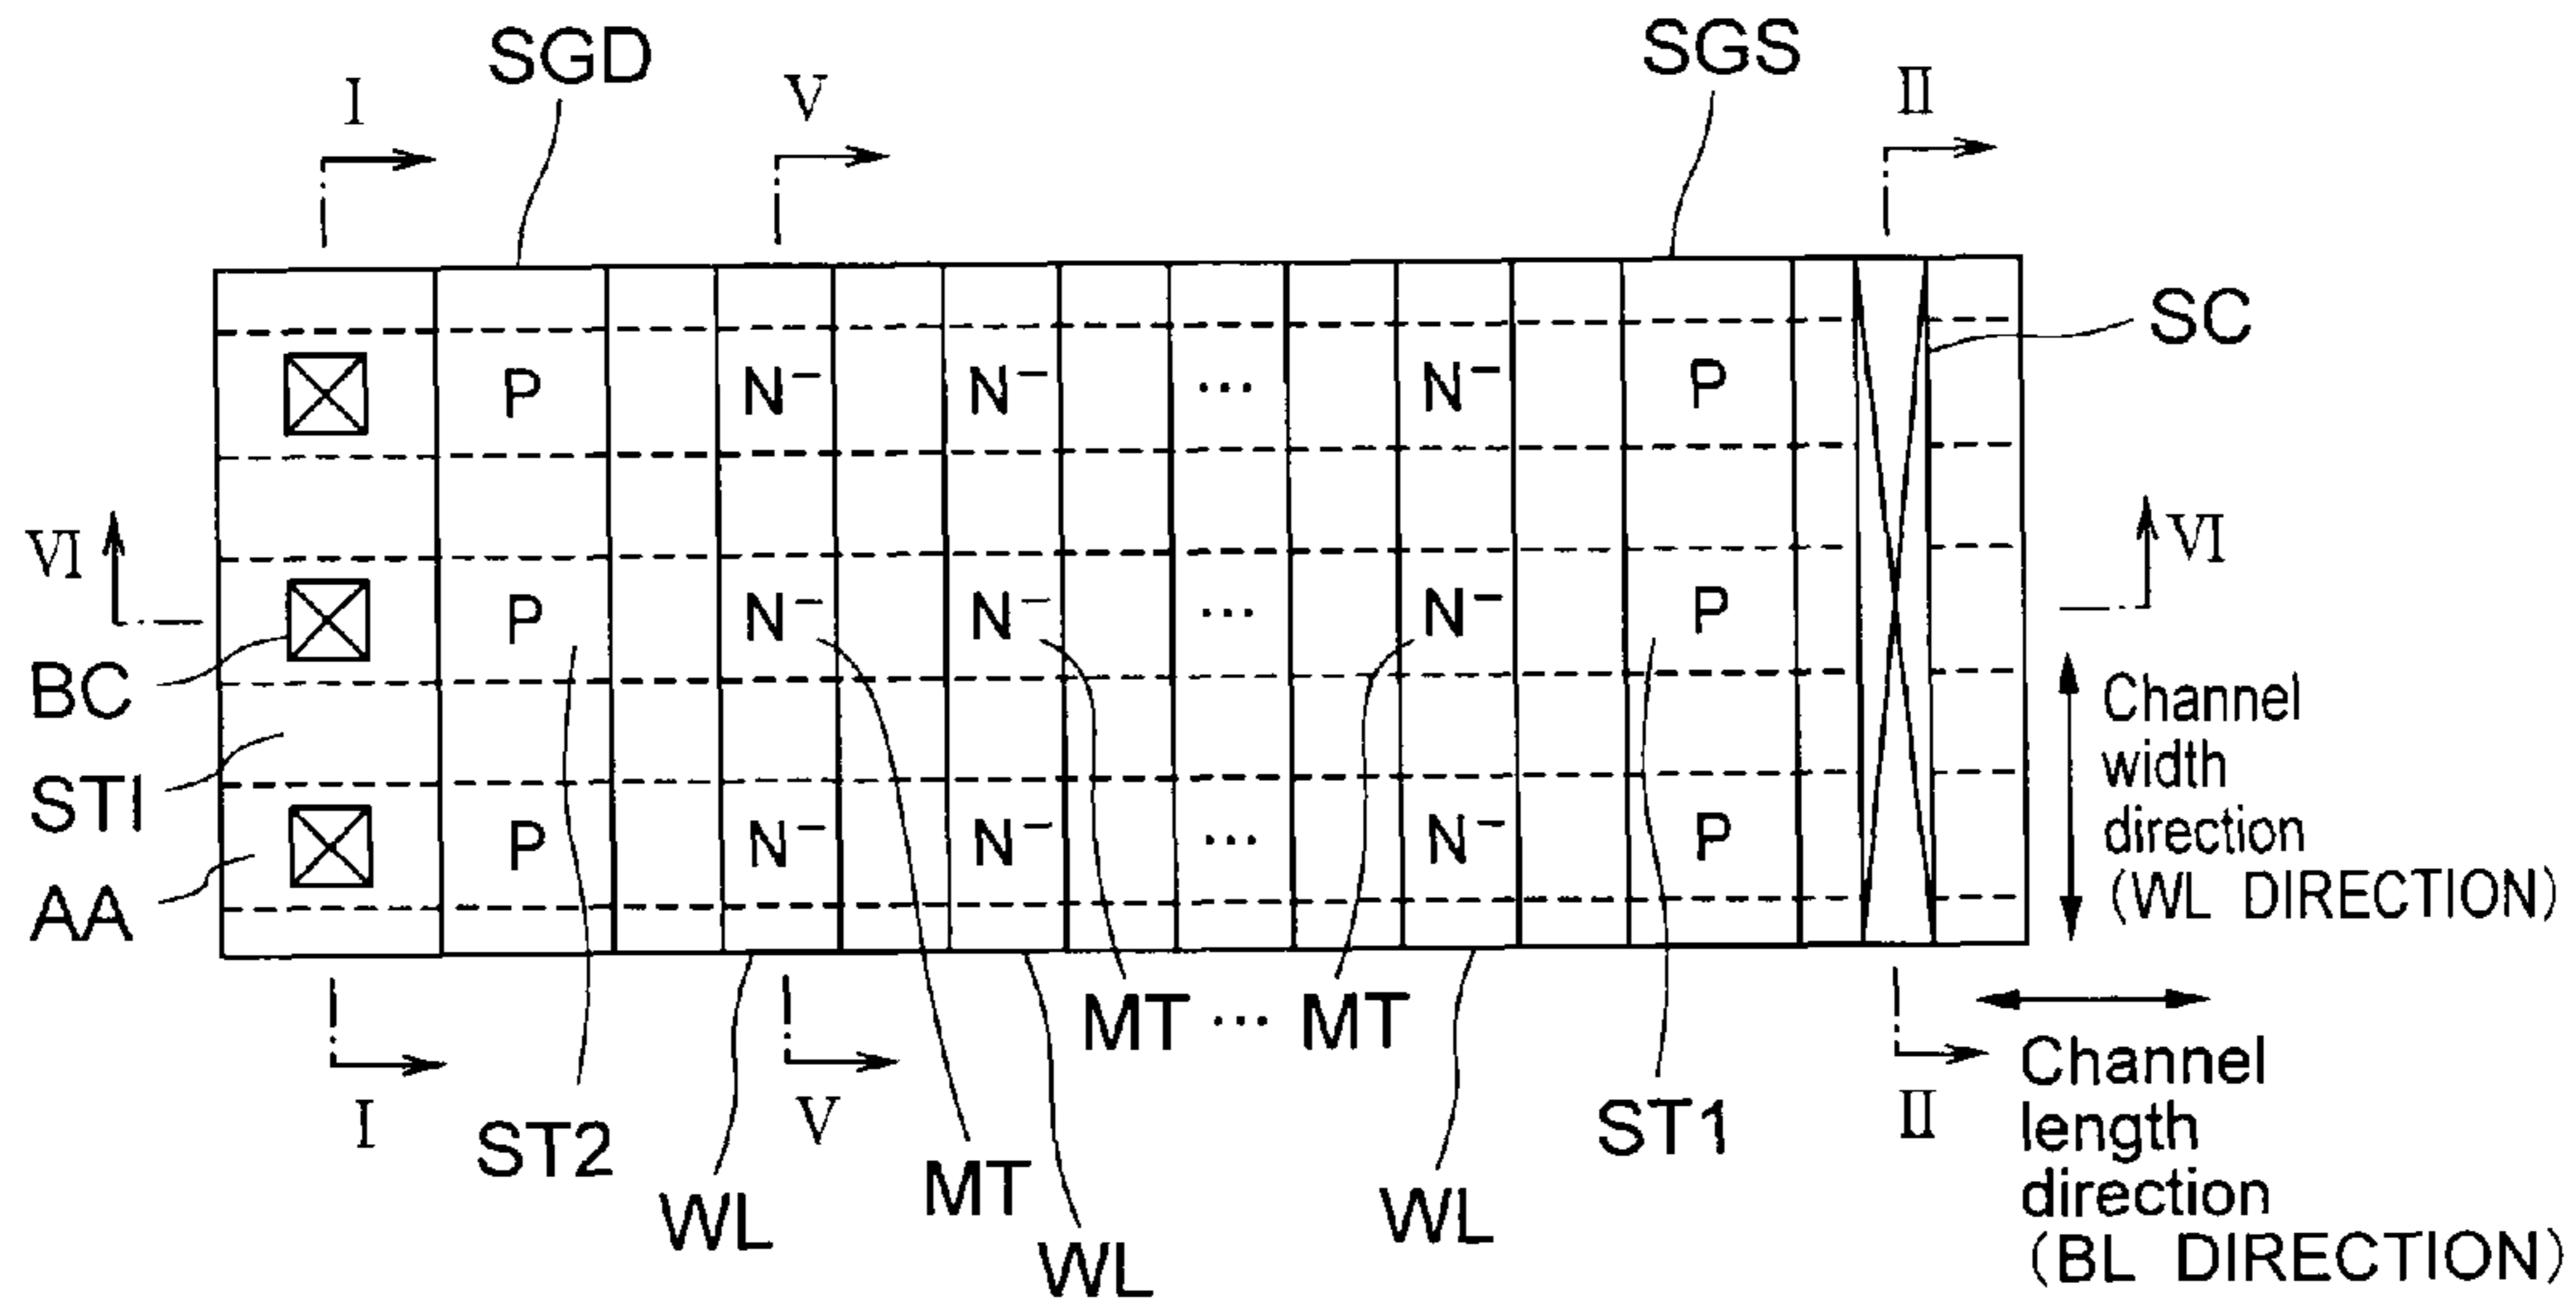 SGD
SGS
I
V
II
SC
P N⁻ N⁻ ... N⁻ P
VI
VI
P N⁻ N⁻ ... N⁻ P
BC
Channel
width
direction
(WL DIRECTION)
STI
P N⁻ N⁻ ... N⁻ P
AA
MT ... MT
I
V
II
Channel
length
direction
(BL DIRECTION)
ST2
ST1
MT
WL
WL
WL